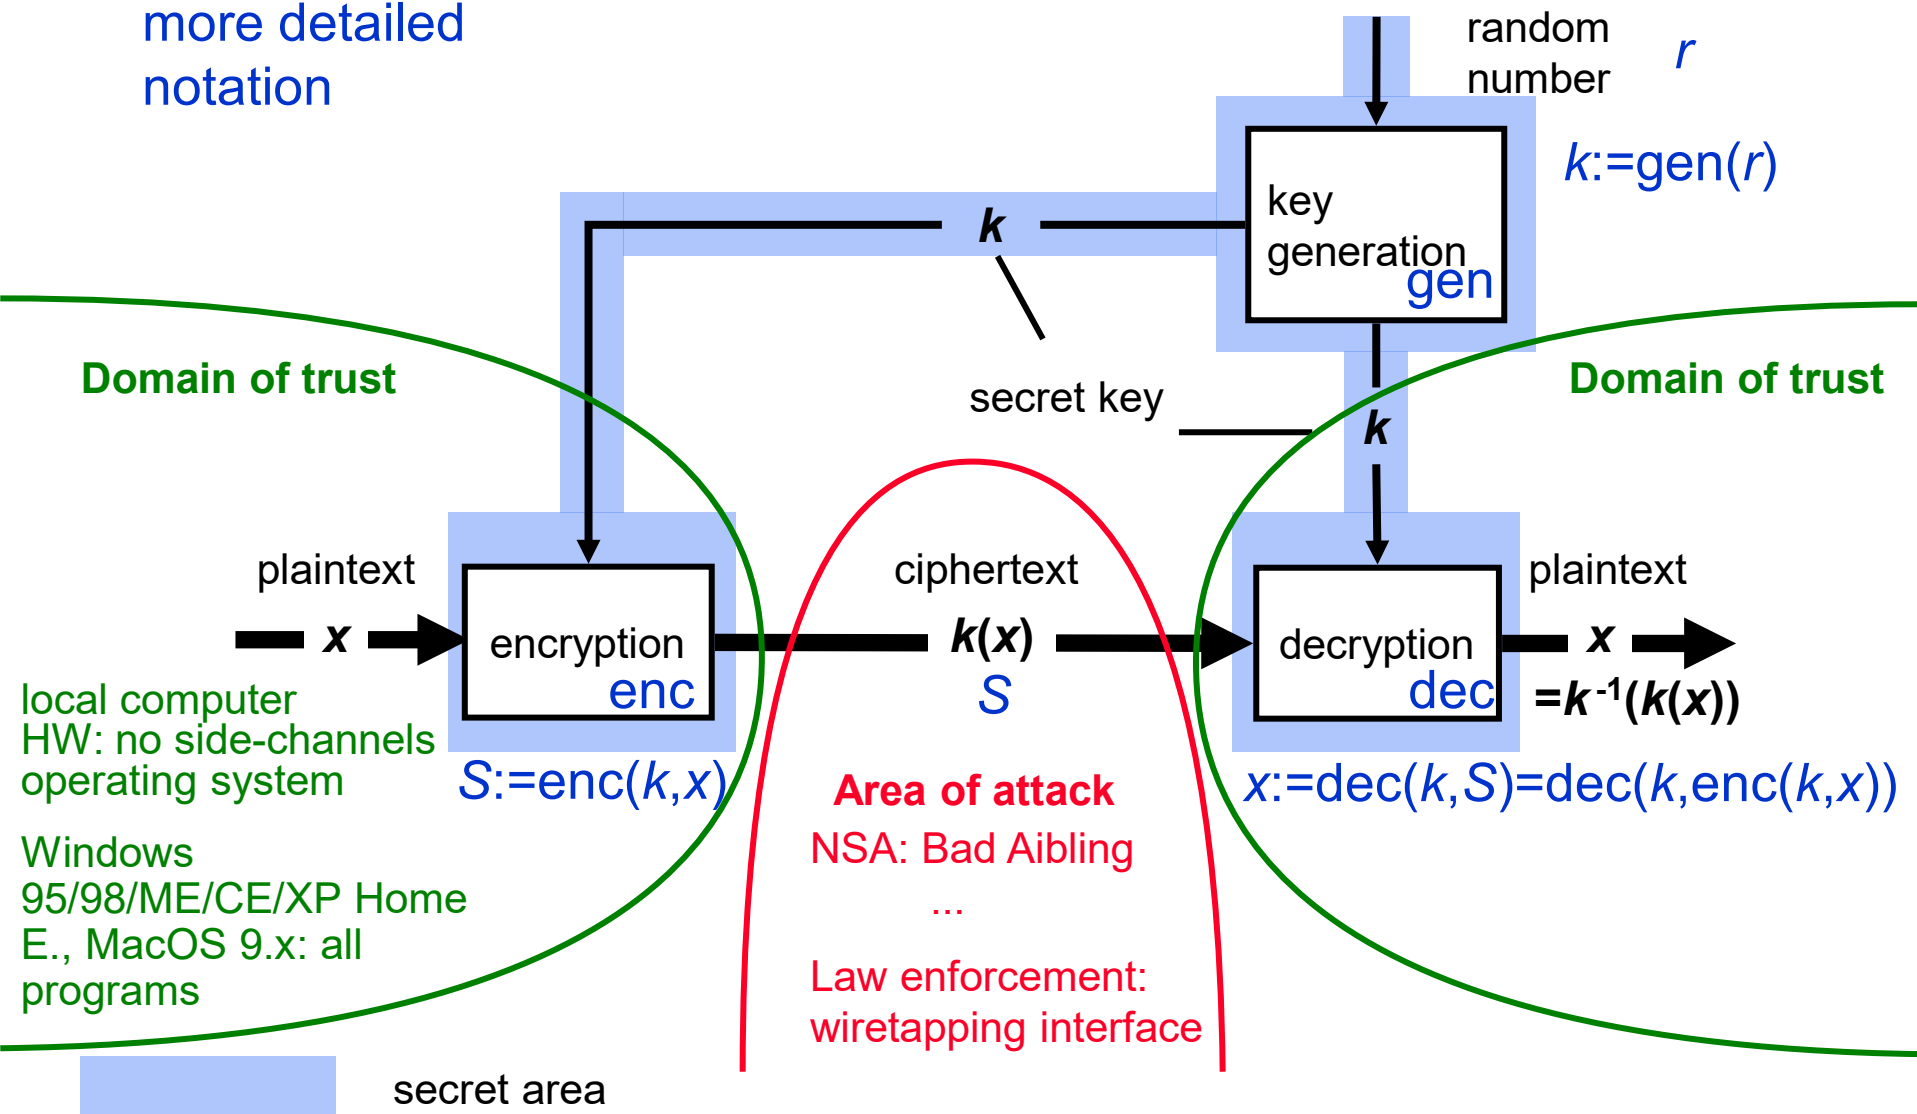 more detailed
notation
random
number
r
k:=gen(r)
key
generation
gen
k
Domain of trust
Domain of trust
secret key
k
plaintext
x
encryption
enc
ciphertext
k(x)
S
decryption
dec
plaintext
x
=k-1(k(x))
local computer
HW: no side-channels
operating system
S:=enc(k,x)
x:=dec(k,S)=dec(k,enc(k,x))
Windows
95/98/ME/CE/XP Home
E., MacOS 9.x: all
programs
Area of attack
NSA: Bad Aibling
...
Law enforcement:
wiretapping interface
secret area